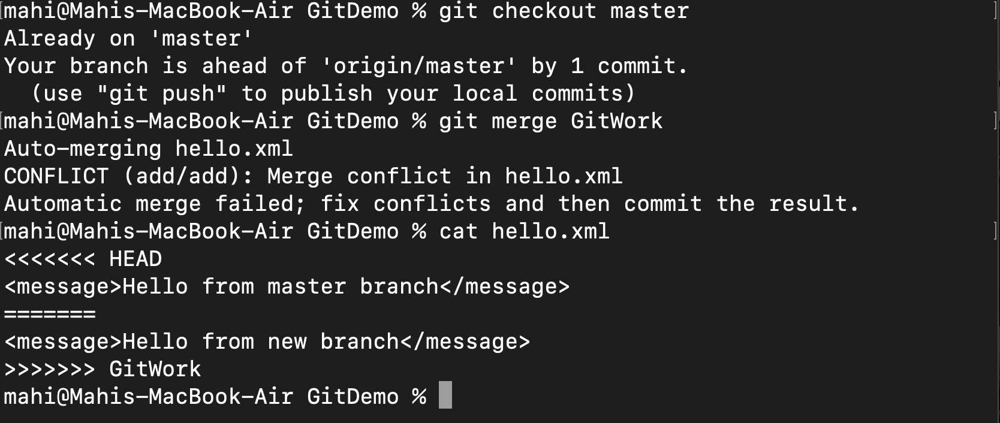 [mahi@Mahis-MacBook-Air GitDemo % git checkout master ]
Already on 'master'
Your branch is ahead of 'origin/master' by 1 commit.
  (use "git push" to publish your local commits)
[mahi@Mahis-MacBook-Air GitDemo % git merge GitWork ]
Auto-merging hello.xml
CONFLICT (add/add): Merge conflict in hello.xml
Automatic merge failed; fix conflicts and then commit the result.
[mahi@Mahis-MacBook-Air GitDemo % cat hello.xml ]
<<<<<<< HEAD
<message>Hello from master branch</message>
=======
<message>Hello from new branch</message>
>>>>>>> GitWork
mahi@Mahis-MacBook-Air GitDemo %